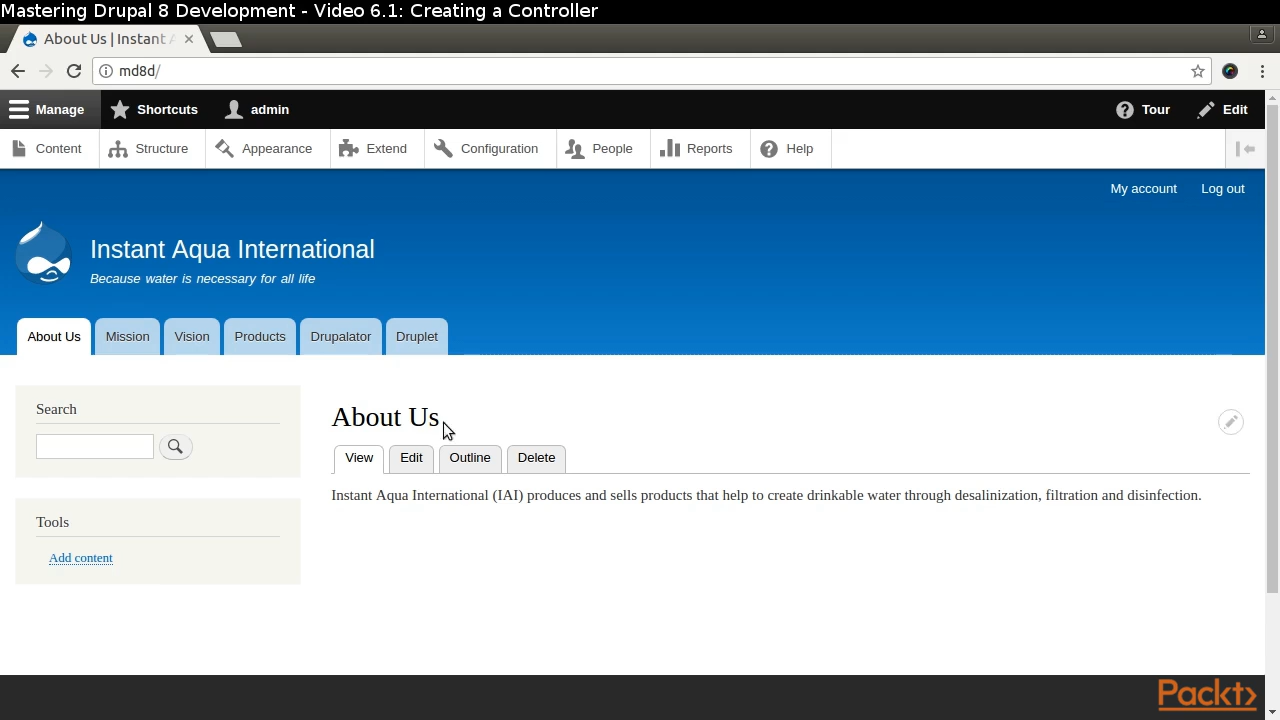 Mastering Drupal 8 Development - Video 6.1: Creating a Controller
About Us | Instant A
md8d/
Manage Shortcuts admin Tour Edit
Content Structure Appearance Extend Configuration People Reports Help
My account Log out
Instant Aqua International
Because water is necessary for all life
About Us Mission Vision Products Drupalator Druplet
Search
About Us
View Edit Outline Delete
Instant Aqua International (IAI) produces and sells products that help to create drinkable water through desalinization, filtration and disinfection.
Tools
Add content
Packt